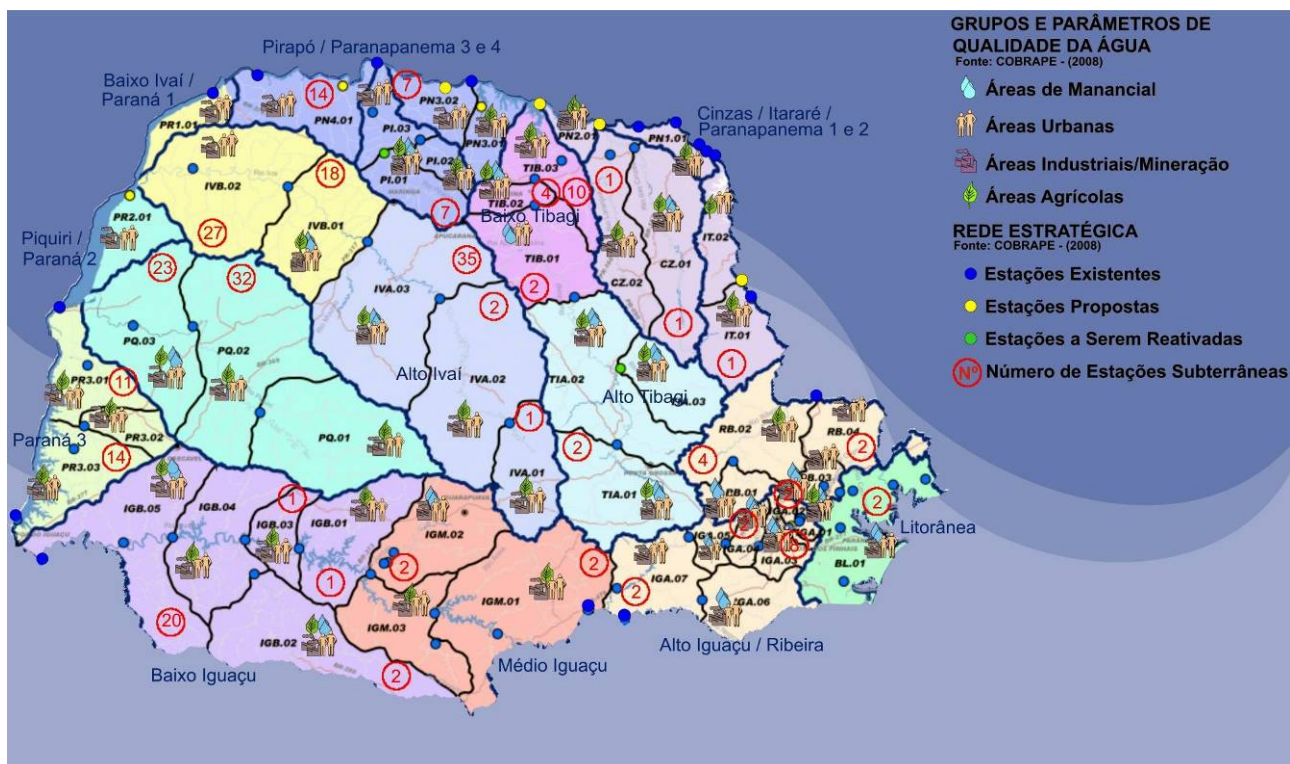 GRUPOS E PARÂMETROS DE
QUALIDADE DA ÁGUA
Fonte: COBRAPE - (2008)
Áreas de Manancial
Áreas Urbanas
Áreas Industriais/Mineração
Áreas Agrícolas
REDE ESTRATÉGICA
Fonte: COBRAPE - (2008)
Estações Existentes
Estações Propostas
Estações a Serem Reativadas
Nº Número de Estações Subterrâneas
Pirapó / Paranapanema 3 e 4
Baixo Ivaí /
Paraná 1
Cinzas / Itararé /
Paranapanema 1 e 2
Piquiri /
Paraná 2
Baixo Tibagi
Alto Ivaí
Alto Tibagi
Paraná 3
Litorânea
Baixo Iguaçu
Médio Iguaçu
Alto Iguaçu / Ribeira
PR1.01
14
PN4.01
7
PN3.02
PI.03
PN3.01
PN2.01
PN1.01
PI.02
PI.01
7
TIB.03
4
10
TIB.02
TIB.01
2
1
CZ.01
CZ.02
1
IT.02
IT.01
1
IVB.02
18
IVB.01
27
PR2.01
23
32
35
IVA.03
2
IVA.02
1
IVA.01
PQ.03
PQ.02
PQ.01
TIA.02
2
TIA.01
PR3.01
11
PR3.02
14
PR3.03
RB.02
4
RB.04
2
2
IGA.02
2
IGA.04
IGA.03
IGA.07
2
2
BL.01
IGB.05
IGB.04
IGB.03
1
IGB.01
1
20
IGB.02
2
IGM.02
2
IGM.01
2
IGM.03